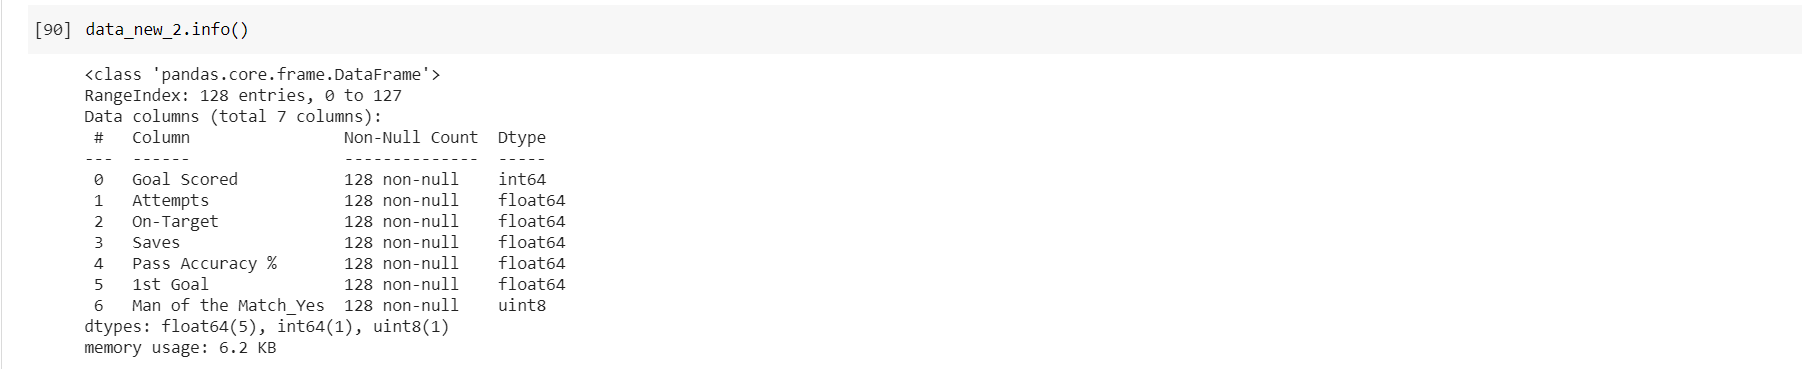 [90] data_new_2.info()
<class 'pandas.core.frame.DataFrame'>
RangeIndex: 128 entries, 0 to 127
Data columns (total 7 columns):
 #   Column                Non-Null Count  Dtype
---  ------                --------------  -----
 0   Goal Scored           128 non-null    int64
 1   Attempts              128 non-null    float64
 2   On-Target             128 non-null    float64
 3   Saves                 128 non-null    float64
 4   Pass Accuracy %       128 non-null    float64
 5   1st Goal              128 non-null    float64
 6   Man of the Match_Yes  128 non-null    uint8
dtypes: float64(5), int64(1), uint8(1)
memory usage: 6.2 KB